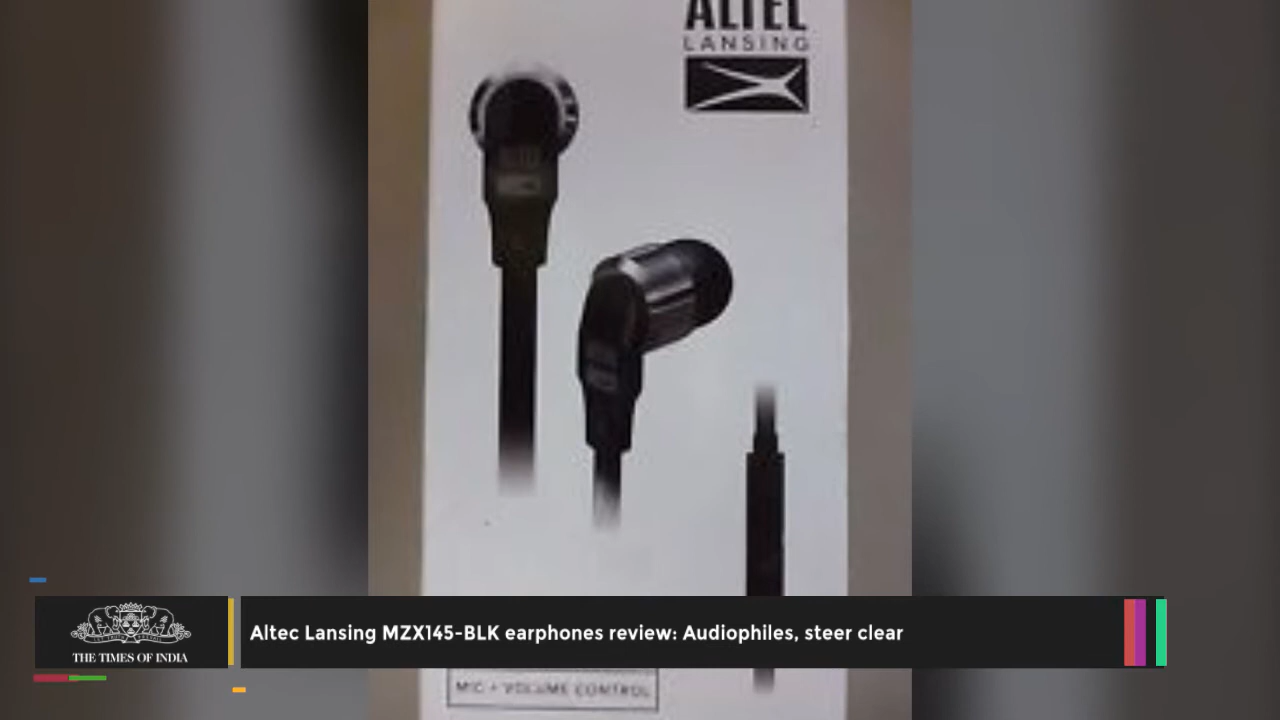 ALTEC
LANSING
Altec Lansing MZX145-BLK earphones review: Audiophiles, steer clear
THE TIMES OF INDIA
MIC + VOLUME CONTROL